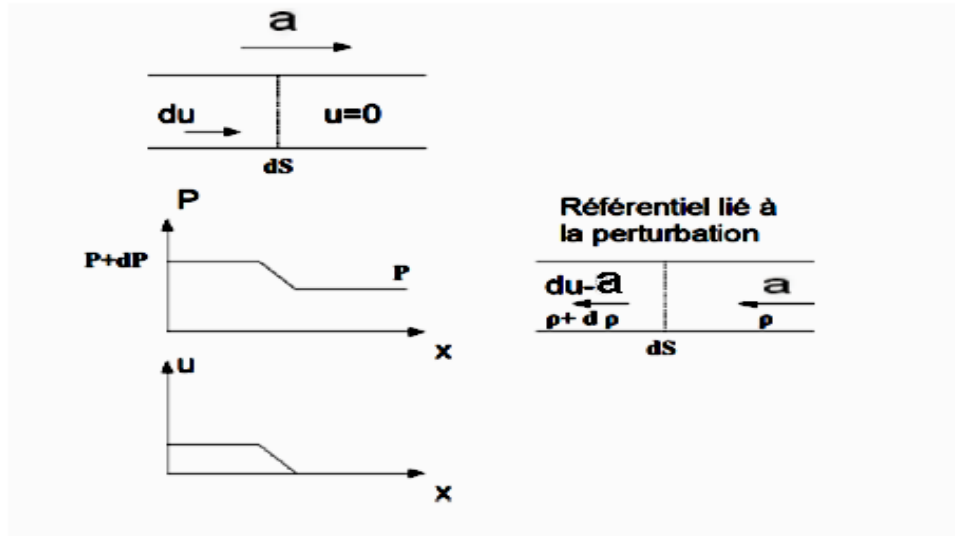 a
du
u=0
dS
P
P+dP
P
x
u
x
Référentiel lié à
la perturbation
du-a
a
ρ+ d ρ
ρ
dS